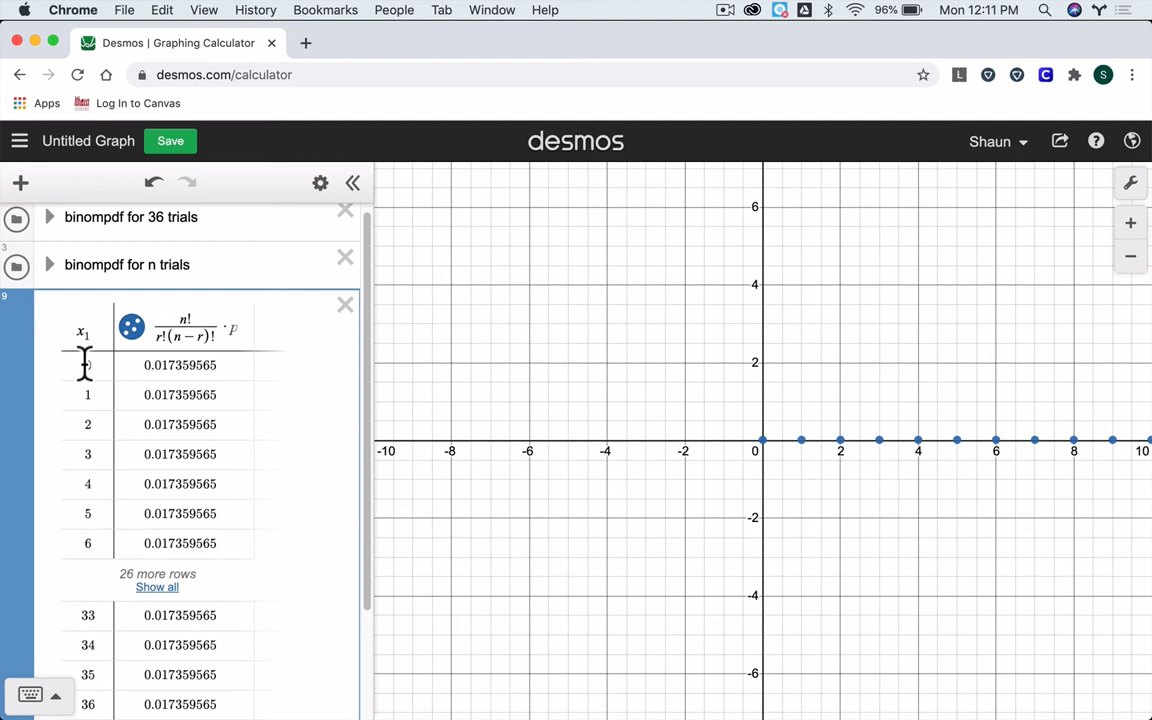 Chrome File Edit View History Bookmarks People Tab Window Help 96% Mon 12:11 PM
Desmos | Graphing Calculator
desmos.com/calculator
L C S
Apps Log In to Canvas
Untitled Graph Save desmos Shaun
binompdf for 36 trials
3
binompdf for n trials
9
x₁ n!/r!(n − r)! · p
0.017359565
1 0.017359565
2 0.017359565
3 0.017359565
4 0.017359565
5 0.017359565
6 0.017359565
26 more rows
Show all
33 0.017359565
34 0.017359565
35 0.017359565
36 0.017359565
6
4
2
-10 -8 -6 -4 -2 0 2 4 6 8 10
-2
-4
-6